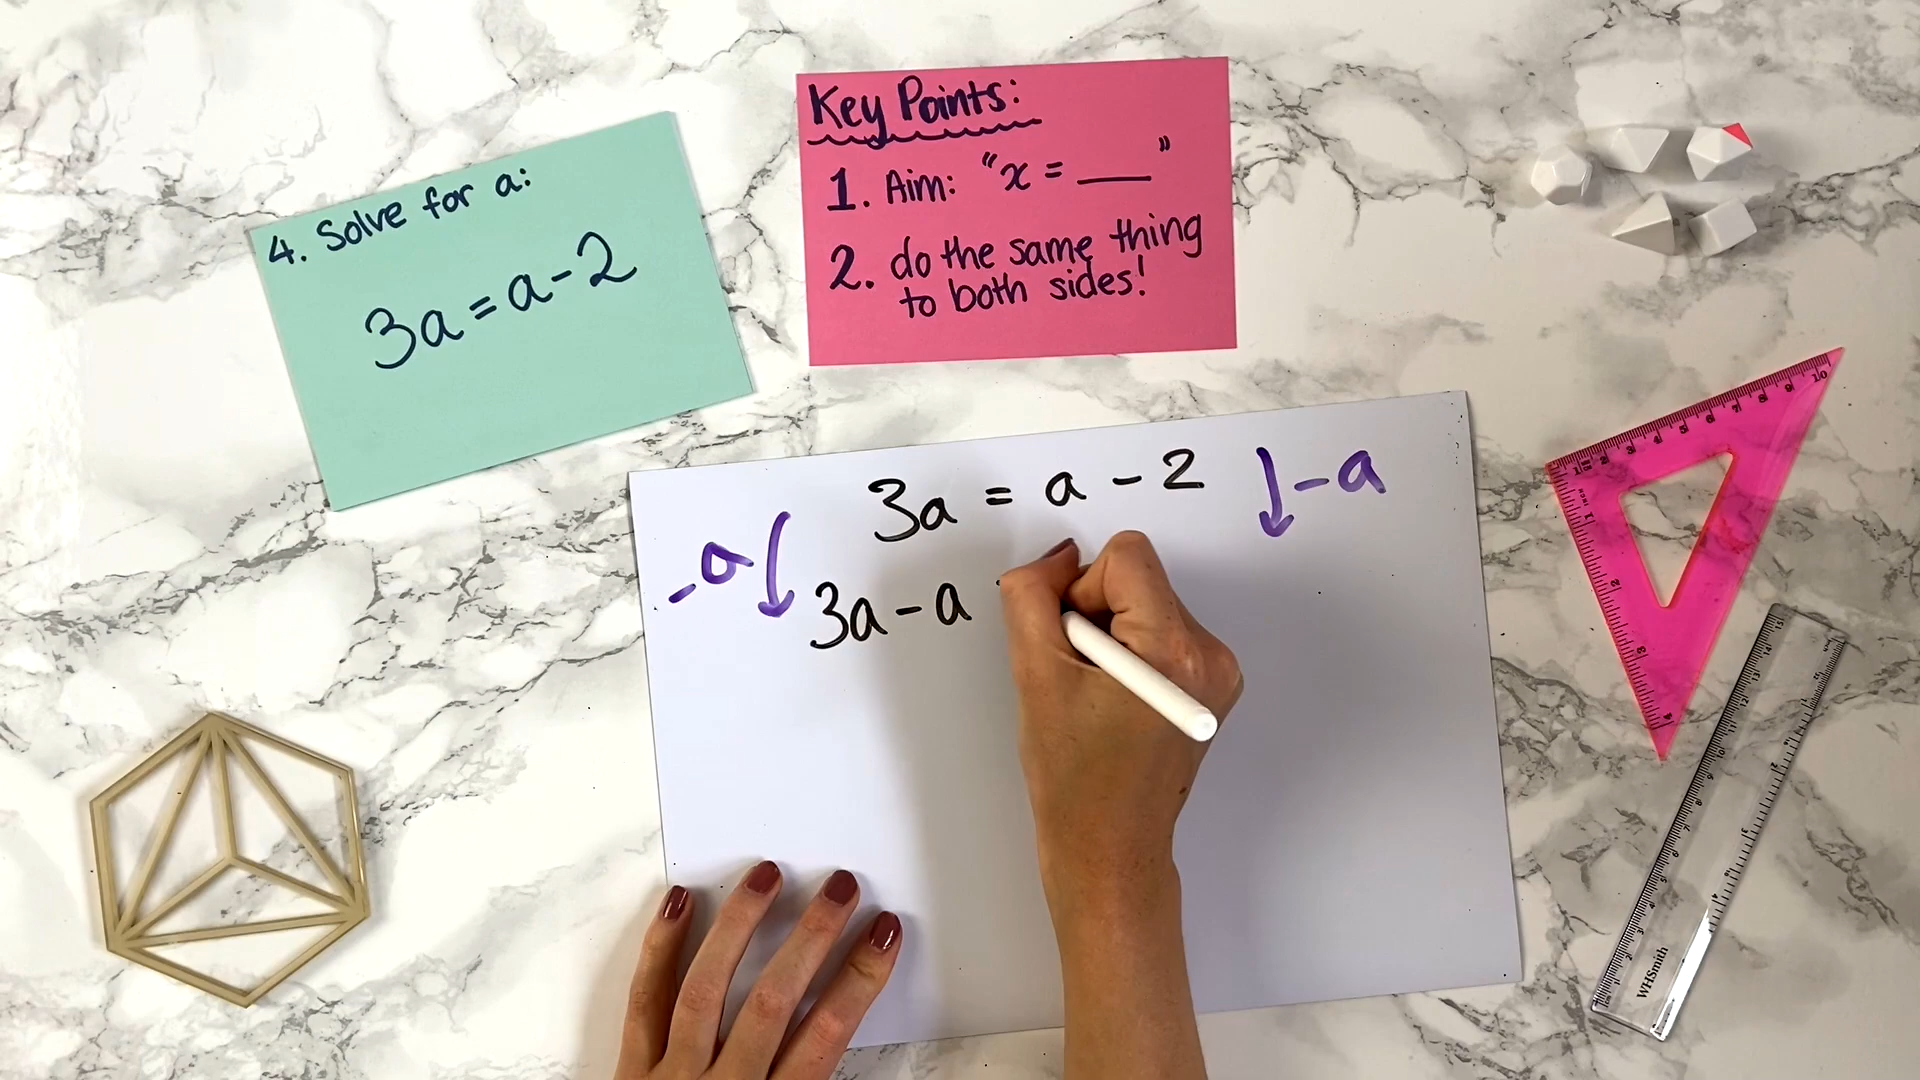 4. Solve for a:
3a = a - 2
Key Points:
1. Aim: "x = ___"
2. do the same thing
to both sides!
3a = a - 2
-a
-a
3a - a
WHSmith